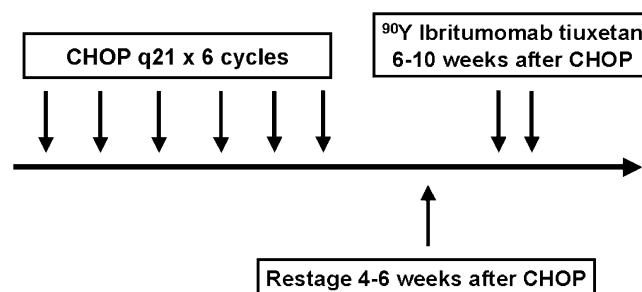 CHOP q21 x 6 cycles
⁹⁰Y Ibritumomab tiuxetan
6-10 weeks after CHOP
Restage 4-6 weeks after CHOP